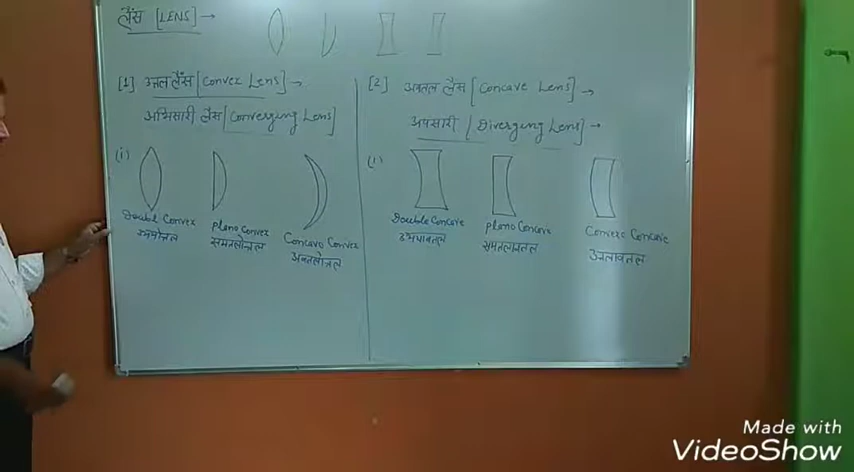 लैंस [LENS] →
[1] उत्तल लैंस [Convex Lens] →
अभिसारी लैंस [Converging Lens]
(i)
Double Convex
उभयोत्तल
Plano Convex
समतलोत्तल
Concavo Convex
अवतलोत्तल
[2] अवतल लैंस [Concave Lens] →
अपसारी [Diverging Lens] →
(i)
Double Concave
उभयावतल
Plano Concave
समतलावतल
Convexo Concave
उत्तलावतल
Made with
VideoShow